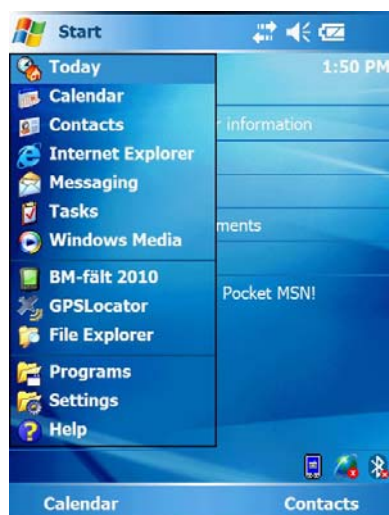 Start
Today
1:50 PM
Calendar
Contacts
r information
Internet Explorer
Messaging
Tasks
ments
Windows Media
BM-fält 2010
Pocket MSN!
GPSLocator
File Explorer
Programs
Settings
Help
Calendar
Contacts